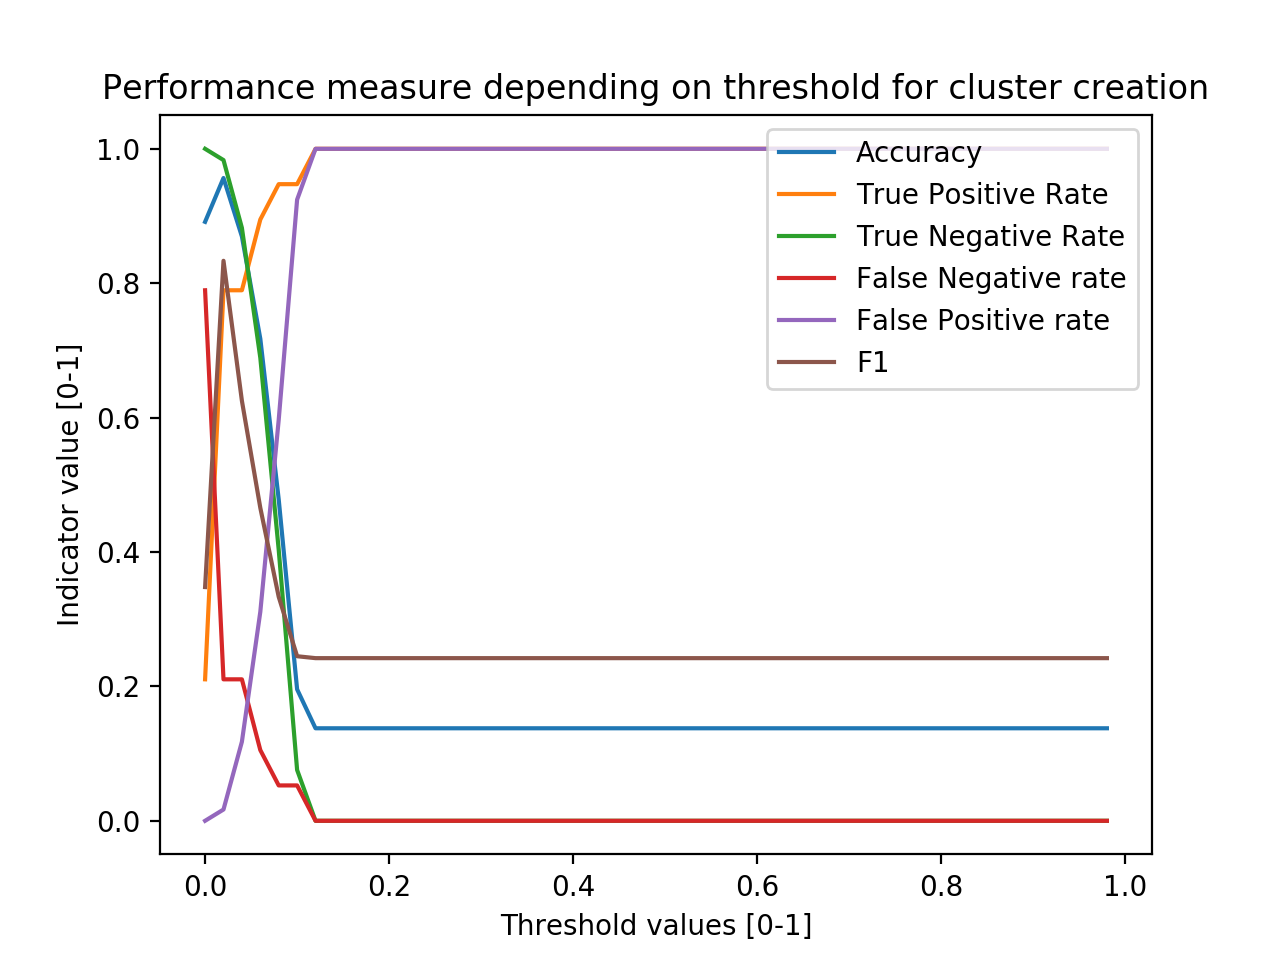 Performance measure depending on threshold for cluster creation
1.0
0.8
0.6
0.4
0.2
0.0
Indicator value [0-1]
Accuracy
True Positive Rate
True Negative Rate
False Negative rate
False Positive rate
F1
0.0 0.2 0.4 0.6 0.8 1.0
Threshold values [0-1]